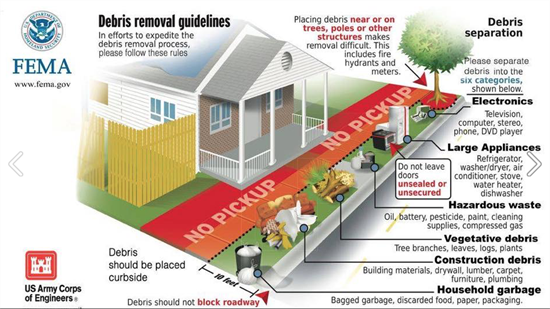 Debris removal guidelines
In efforts to expedite the
debris removal process,
please follow these rules
FEMA
www.fema.gov
Placing debris near or on
trees, poles or other
structures makes
removal difficult. This
includes fire
hydrants and
meters.
Debris
separation
Please separate
debris into the
six categories,
shown below.
Electronics
Television,
computer, stereo,
phone, DVD player
Large Appliances
Refrigerator,
washer/dryer, air
conditioner, stove,
water heater,
dishwasher
Do not leave
doors
unsealed or
unsecured
Hazardous waste
Oil, battery, pesticide, paint, cleaning
supplies, compressed gas
Vegetative debris
Tree branches, leaves, logs, plants
Construction debris
Building materials, drywall, lumber, carpet,
furniture, plumbing
Household garbage
Bagged garbage, discarded food, paper, packaging.
NO PICKUP
NO PICKUP
Debris
should be placed
curbside
10 feet
Debris should not block roadway
US Army Corps
of Engineers®